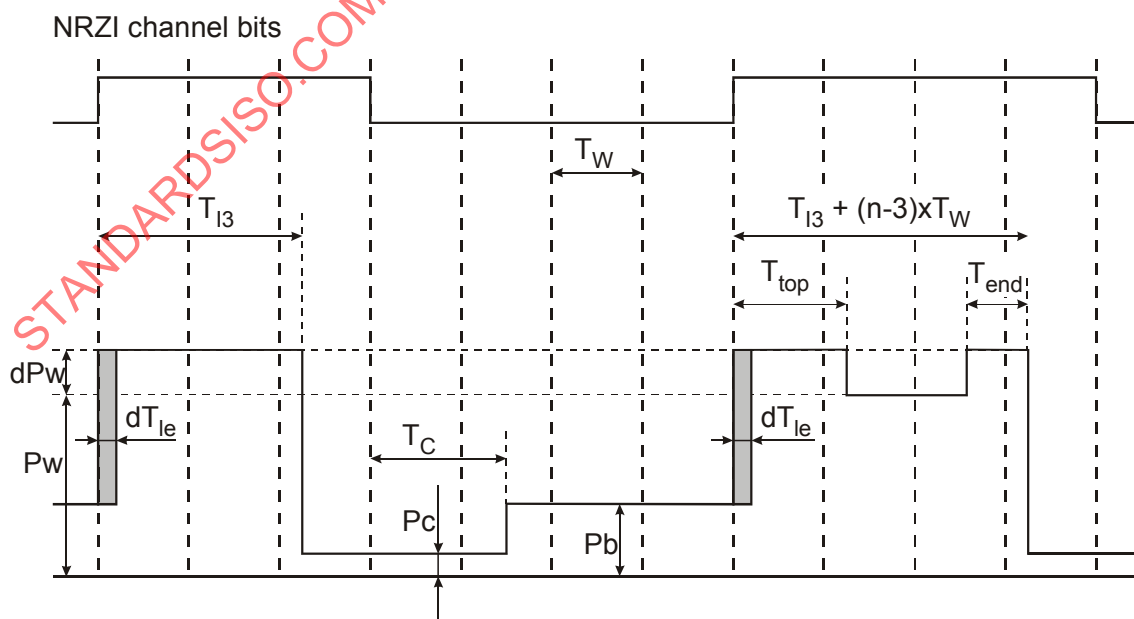 NRZI channel bits
STANDARDSISO.COM
T_W
T_l3
T_l3 + (n-3)xT_W
T_top
T_end
dPw
dT_le
dT_le
T_C
Pw
Pc
Pb